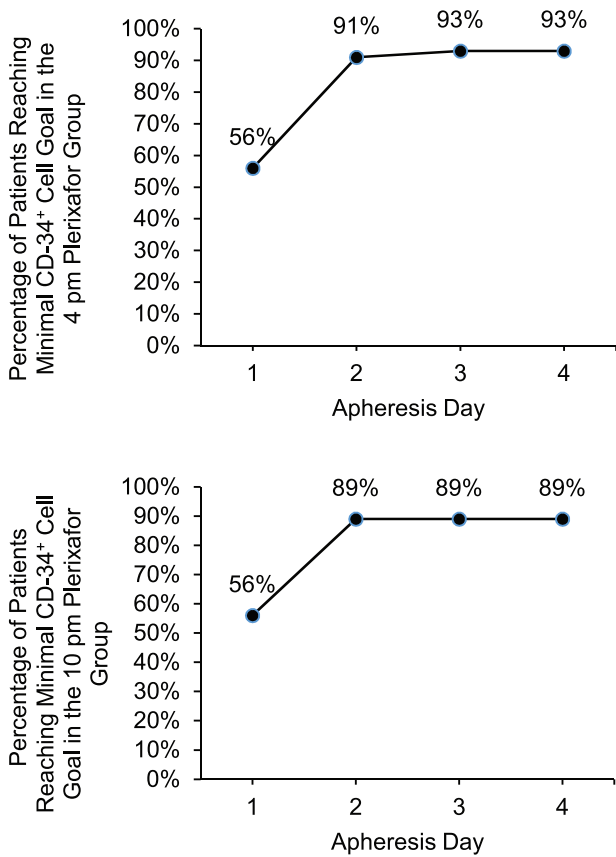 Percentage of Patients Reaching
Minimal CD-34⁺ Cell Goal in the
4 pm Plerixafor Group
100%
90%
80%
70%
60%
50%
40%
30%
20%
10%
0%
56%
91%
93%
93%
1 2 3 4
Apheresis Day
Percentage of Patients
Reaching Minimal CD-34⁺ Cell
Goal in the 10 pm Plerixafor
Group
100%
90%
80%
70%
60%
50%
40%
30%
20%
10%
0%
56%
89%
89%
89%
1 2 3 4
Apheresis Day